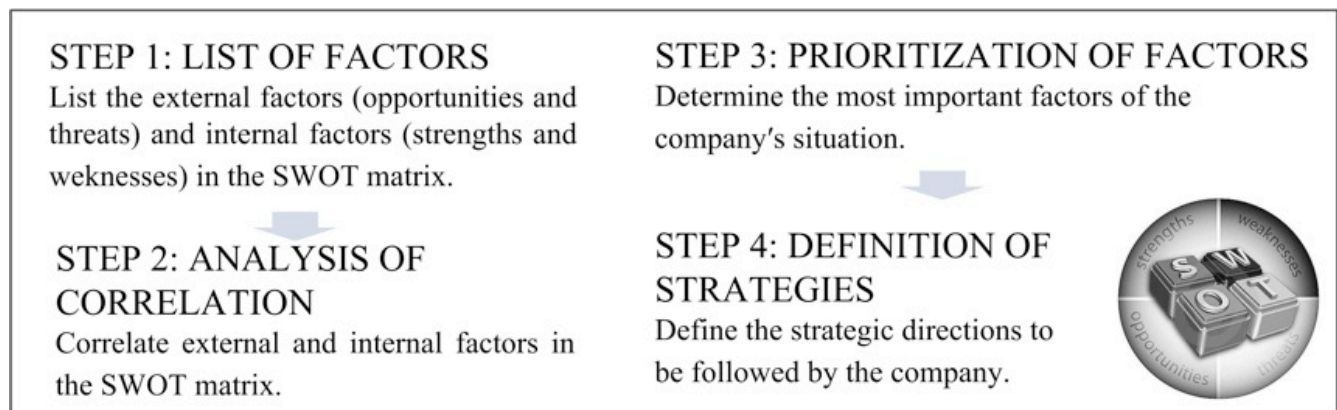 STEP 1: LIST OF FACTORS
List the external factors (opportunities and
threats) and internal factors (strengths and
weknesses) in the SWOT matrix.
STEP 2: ANALYSIS OF
CORRELATION
Correlate external and internal factors in
the SWOT matrix.
STEP 3: PRIORITIZATION OF FACTORS
Determine the most important factors of the
company′s situation.
STEP 4: DEFINITION OF
STRATEGIES
Define the strategic directions to
be followed by the company.
strengths
weaknesses
S W
O T
opportunities
threats